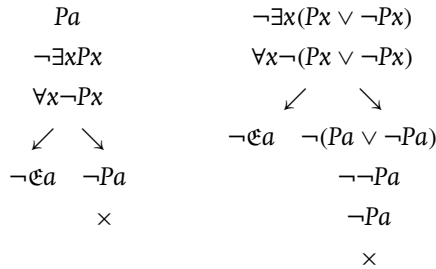 Pa
¬∃xPx
∀x¬Px
↙ ↘
¬𝔈a ¬Pa
×
¬∃x(Px ∨ ¬Px)
∀x¬(Px ∨ ¬Px)
↙ ↘
¬𝔈a ¬(Pa ∨ ¬Pa)
¬¬Pa
¬Pa
×